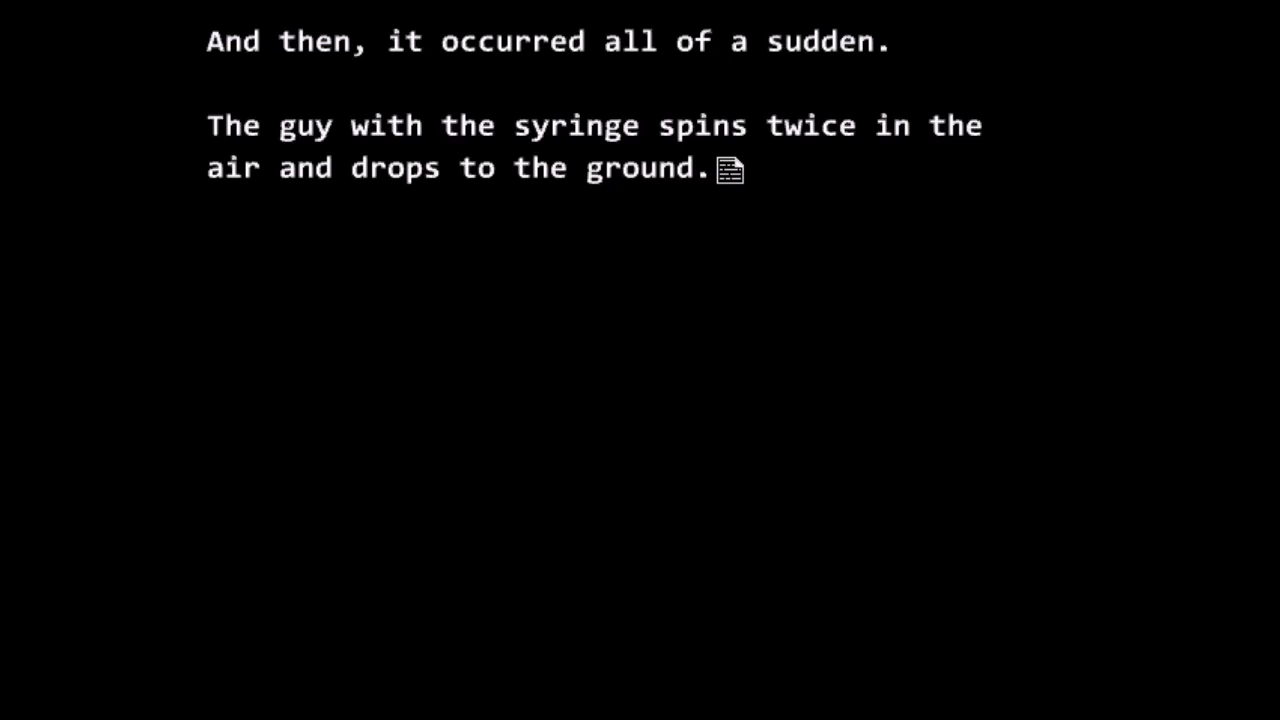 And then, it occurred all of a sudden.
The guy with the syringe spins twice in the
air and drops to the ground.